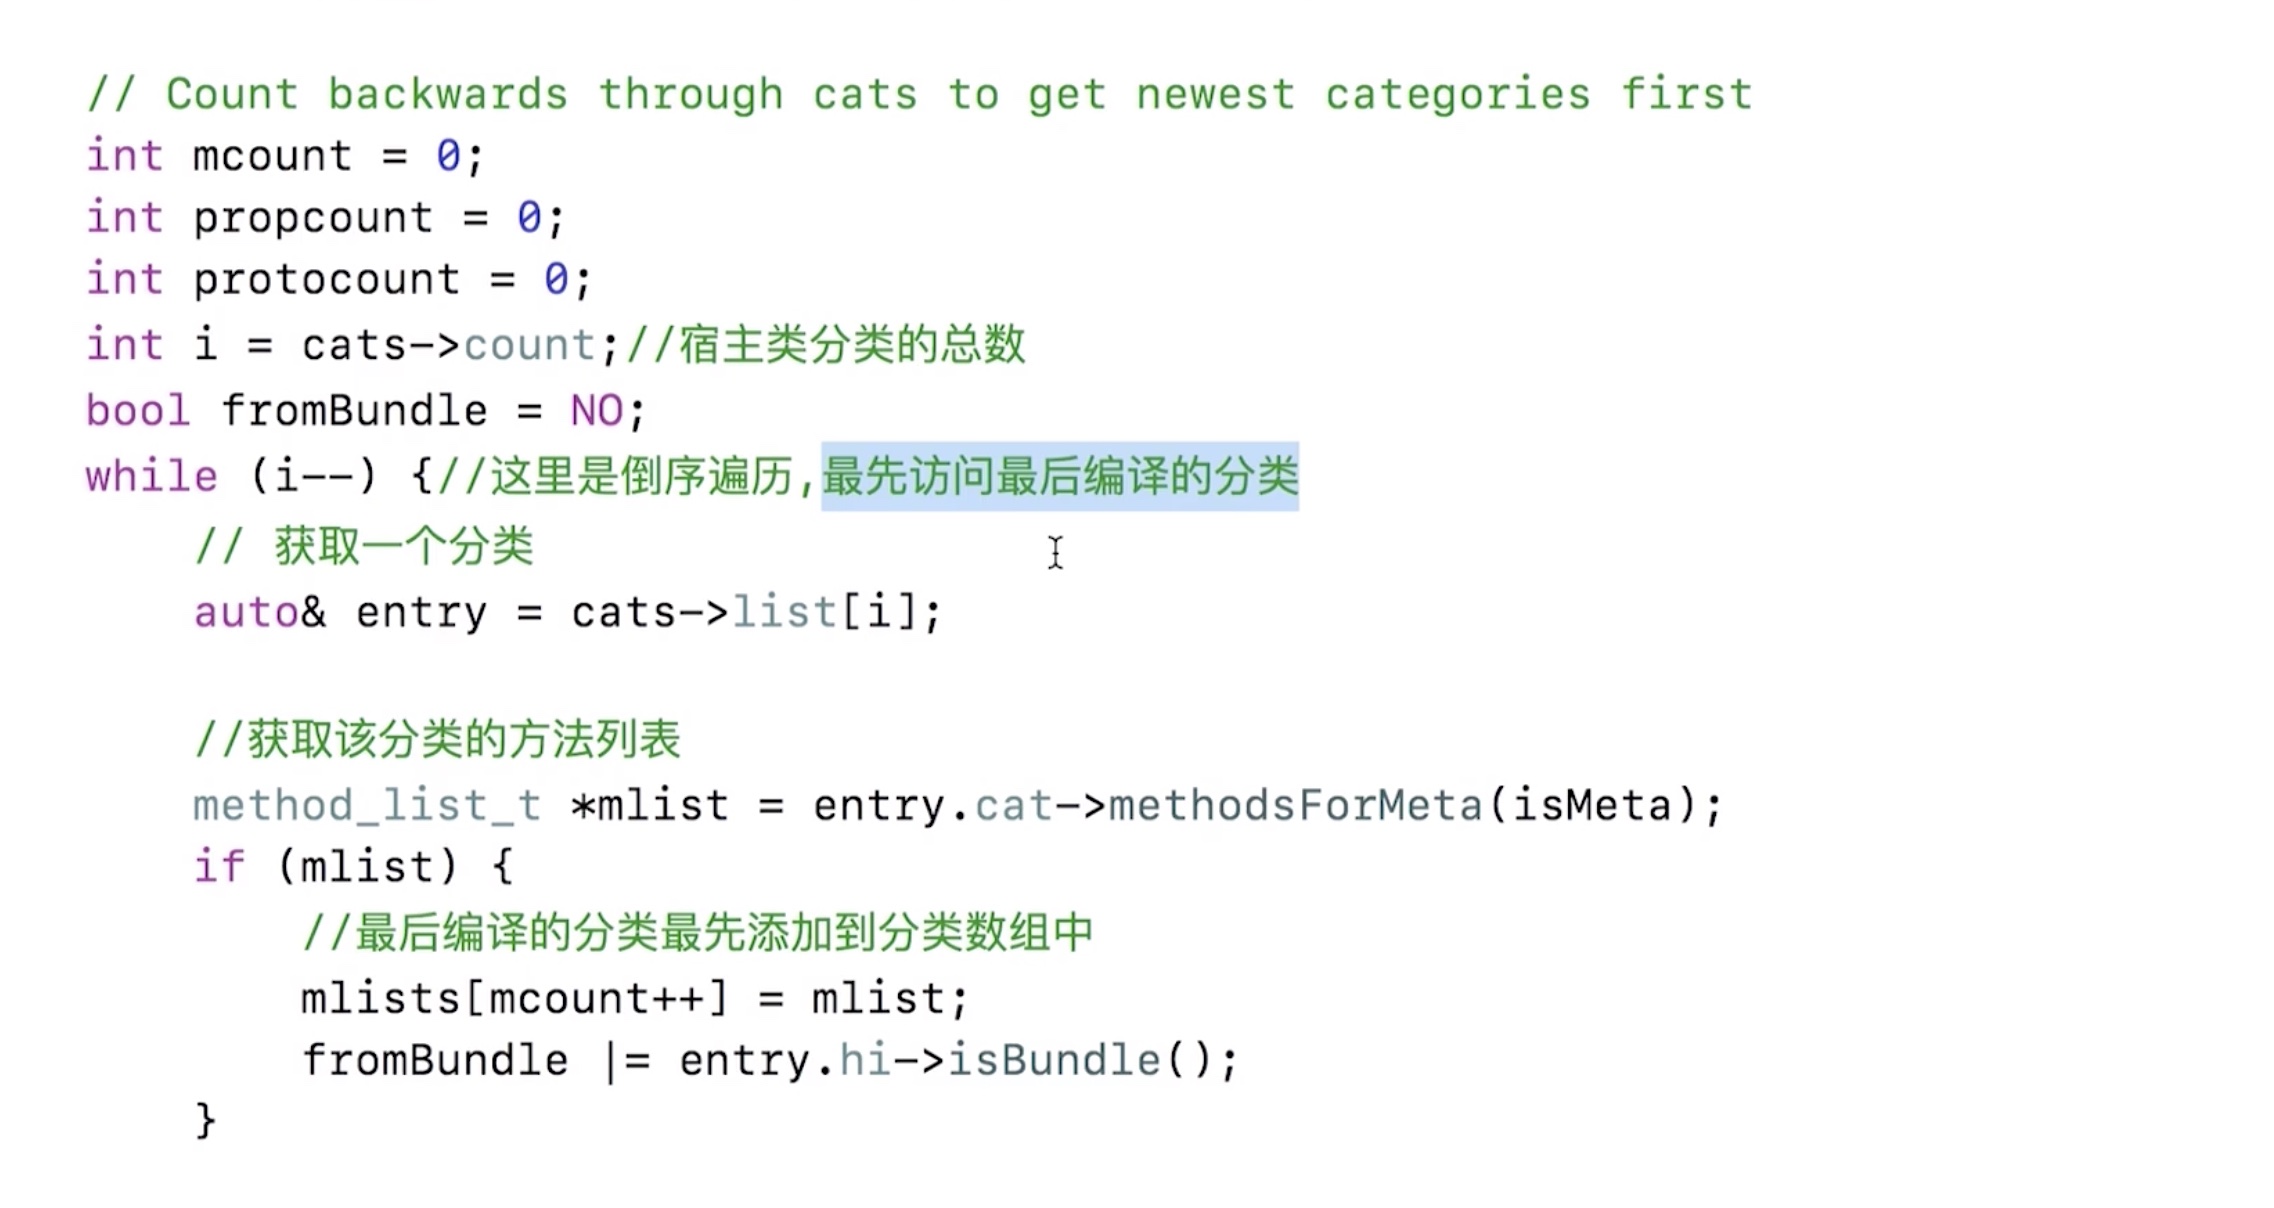 // Count backwards through cats to get newest categories first
int mcount = 0;
int propcount = 0;
int protocount = 0;
int i = cats->count;//宿主类分类的总数
bool fromBundle = NO;
while (i--) {//这里是倒序遍历,最先访问最后编译的分类
// 获取一个分类
auto& entry = cats->list[i];
//获取该分类的方法列表
method_list_t *mlist = entry.cat->methodsForMeta(isMeta);
if (mlist) {
//最后编译的分类最先添加到分类数组中
mlists[mcount++] = mlist;
fromBundle |= entry.hi->isBundle();
}